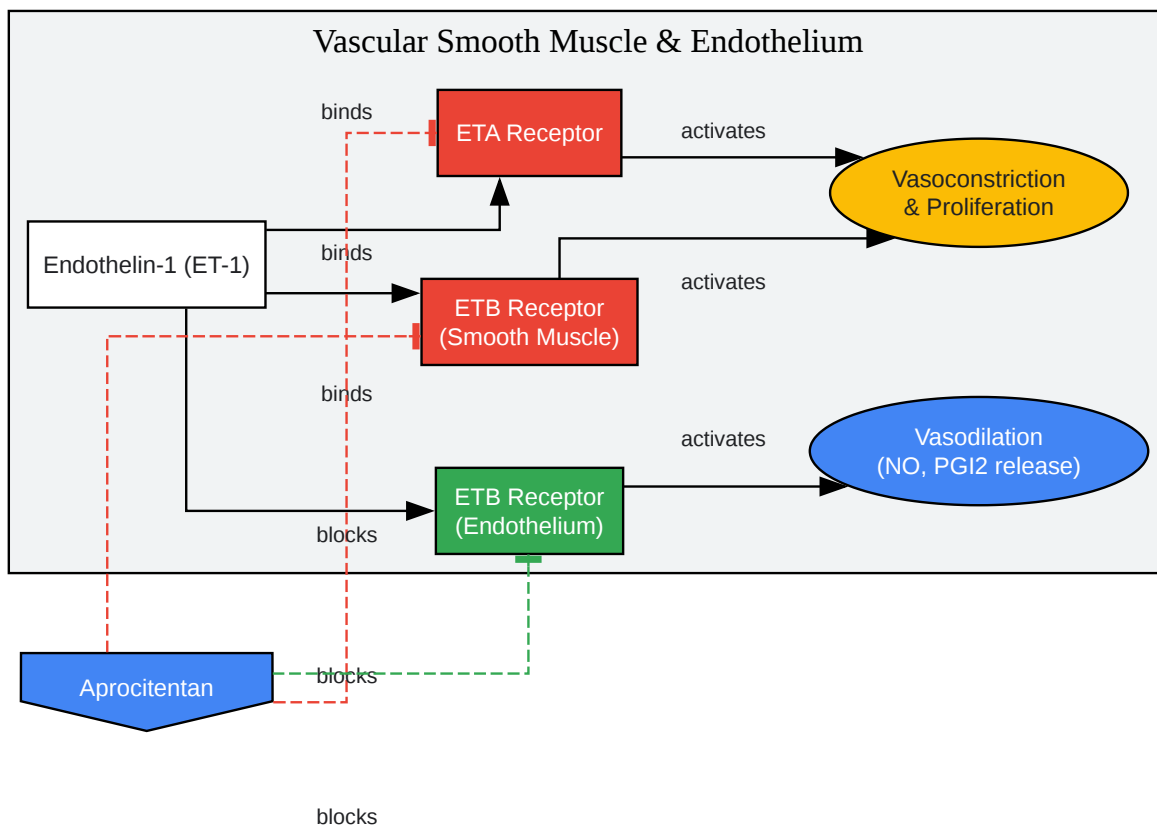 Vascular Smooth Muscle & Endothelium
binds
ETA Receptor
activates
Vasoconstriction
& Proliferation
Endothelin-1 (ET-1)
binds
ETB Receptor
(Smooth Muscle)
activates
binds
activates
Vasodilation
(NO, PGI2 release)
ETB Receptor
(Endothelium)
blocks
Aprocitentan
blocks
blocks